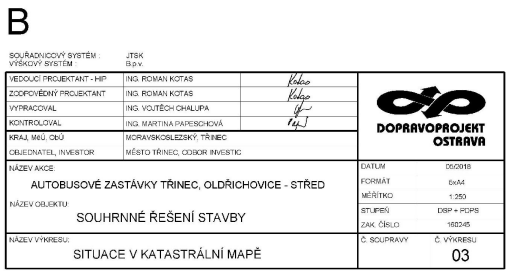 B
SOUŘADNICOVÝ SYSTÉM : JTSK
VÝŠKOVÝ SYSTÉM : B.p.v.
VEDOUCÍ PROJEKTANT - HIP ING. ROMAN KOTAS Kotas
ZODPOVĚDNÝ PROJEKTANT ING. ROMAN KOTAS Kotas
VYPRACOVAL ING. VOJTĚCH CHALUPA
KONTROLOVAL ING. MARTINA PAPESCHOVÁ
KRAJ, MěÚ, ObÚ MORAVSKOSLEZSKÝ, TŘINEC
OBJEDNATEL, INVESTOR MĚSTO TŘINEC, ODBOR INVESTIC
DOPRAVOPROJEKT
OSTRAVA
NÁZEV AKCE:
AUTOBUSOVÉ ZASTÁVKY TŘINEC, OLDŘICHOVICE - STŘED
NÁZEV OBJEKTU:
SOUHRNNÉ ŘEŠENÍ STAVBY
DATUM 05/2018
FORMÁT 6xA4
MĚŘÍTKO 1:250
STUPEŇ DSP + PDPS
ZAK. ČÍSLO 160245
NÁZEV VÝKRESU:
SITUACE V KATASTRÁLNÍ MAPĚ
Č. SOUPRAVY Č. VÝKRESU
03